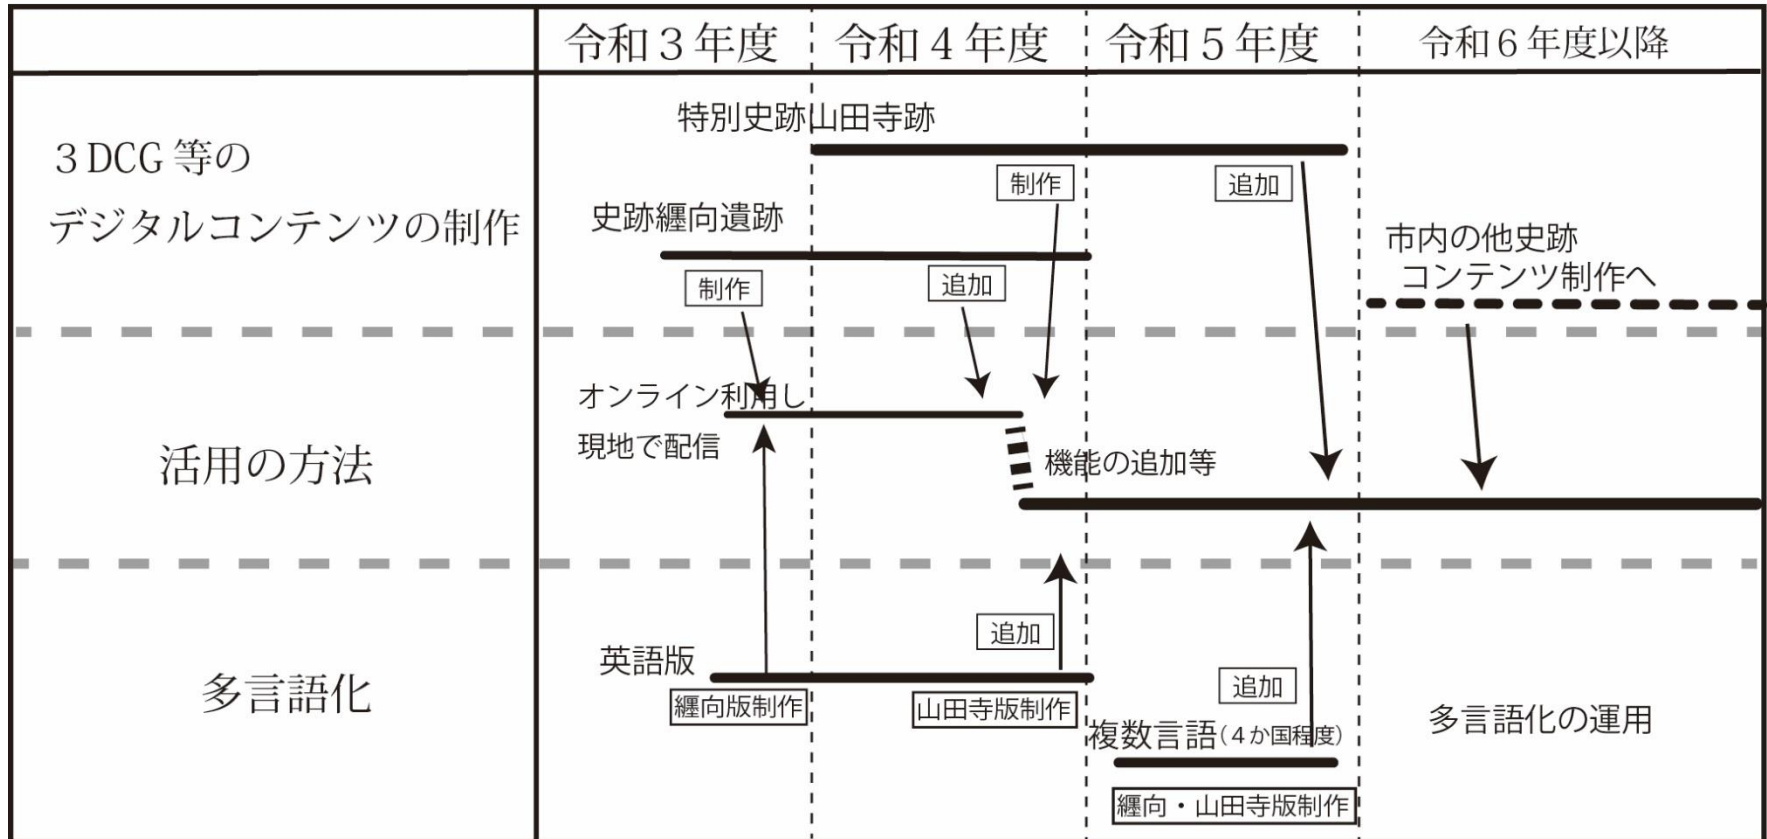 令和３年度
令和４年度
令和５年度
令和６年度以降
３DCG 等の
デジタルコンテンツの制作
特別史跡山田寺跡
制作
追加
史跡纒向遺跡
制作
追加
市内の他史跡
コンテンツ制作へ
活用の方法
オンライン利用し
現地で配信
機能の追加等
多言語化
英語版
追加
纒向版制作
山田寺版制作
追加
複数言語（４か国程度）
纒向・山田寺版制作
多言語化の運用